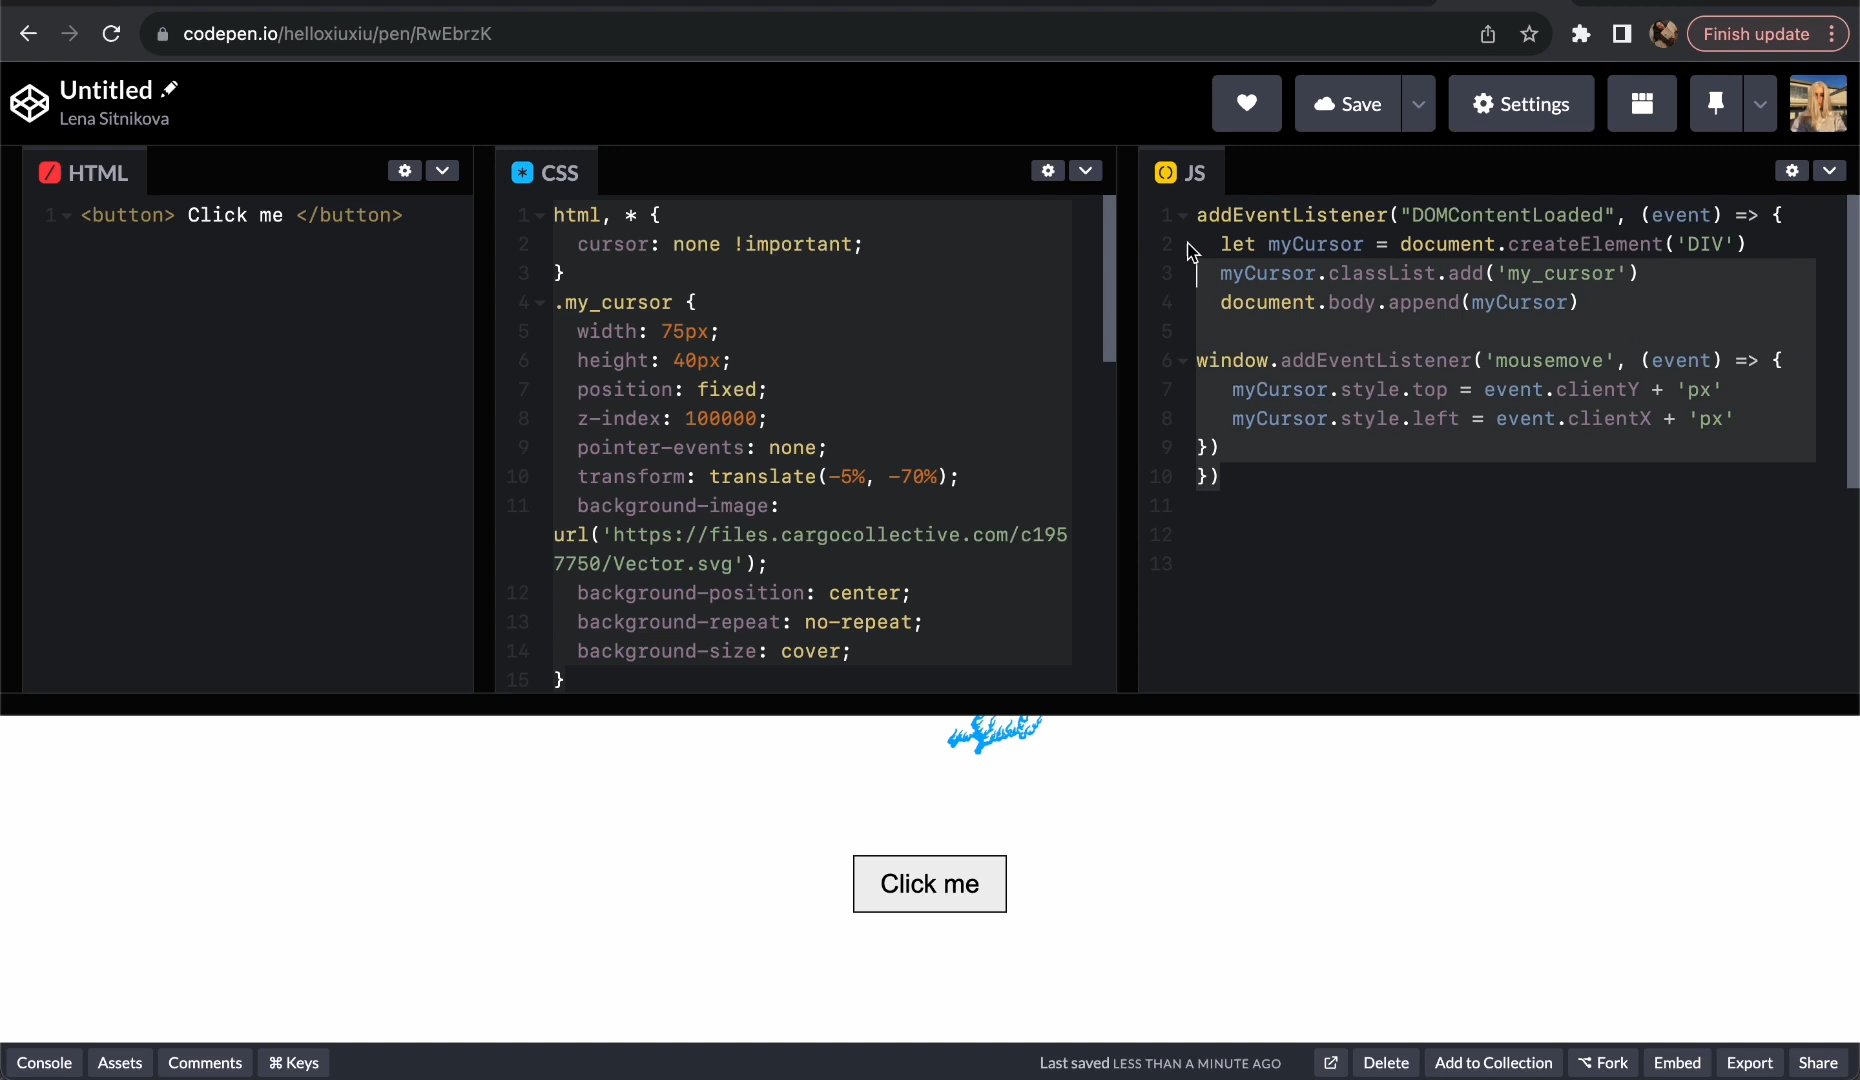 codepen.io/helloxiuxiu/pen/RwEbrzK
Finish update
Untitled
Lena Sitnikova
Save
Settings
HTML
1 <button> Click me </button>
CSS
1 html, * {
2 cursor: none !important;
3 }
4 .my_cursor {
5 width: 75px;
6 height: 40px;
7 position: fixed;
8 z-index: 100000;
9 pointer-events: none;
10 transform: translate(-5%, -70%);
11 background-image:
url('https://files.cargocollective.com/c195
7750/Vector.svg');
12 background-position: center;
13 background-repeat: no-repeat;
14 background-size: cover;
15 }
JS
1 addEventListener("DOMContentLoaded", (event) => {
2 let myCursor = document.createElement('DIV')
3 myCursor.classList.add('my_cursor')
4 document.body.append(myCursor)
5
6 window.addEventListener('mousemove', (event) => {
7 myCursor.style.top = event.clientY + 'px'
8 myCursor.style.left = event.clientX + 'px'
9 })
10 })
11
12
13
Click me
Console Assets Comments ⌘ Keys
Last saved LESS THAN A MINUTE AGO
Delete Add to Collection Fork Embed Export Share